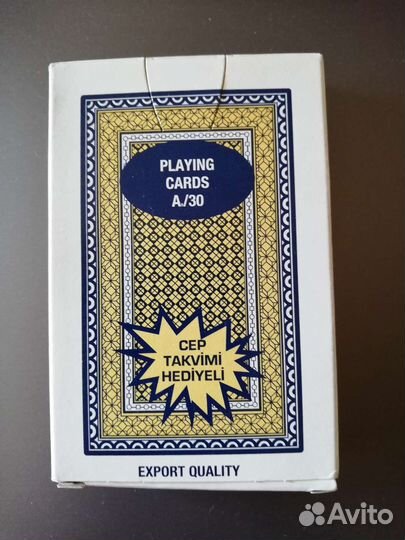 PLAYING
CARDS
A./30
CEP
TAKVİMİ
HEDİYELİ
EXPORT QUALITY
Avito